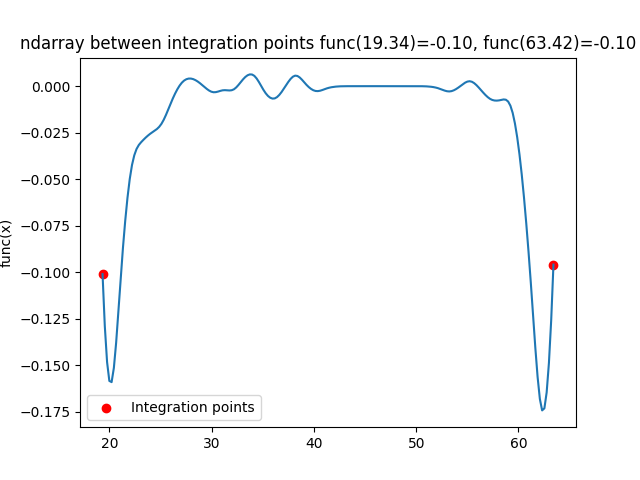 ndarray between integration points func(19.34)=-0.10, func(63.42)=-0.10
0.000
−0.025
−0.050
−0.075
−0.100
−0.125
−0.150
−0.175
func(x)
Integration points
20 30 40 50 60